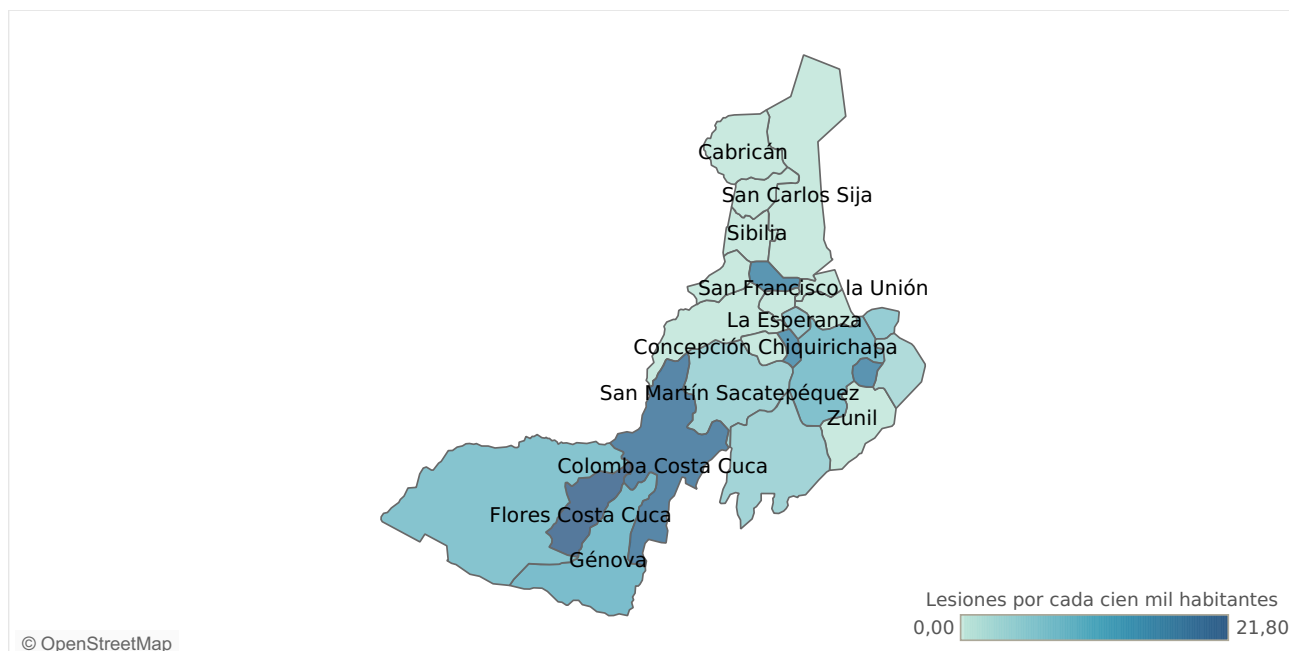 Cabricán
San Carlos Sija
Sibilia
San Francisco la Unión
La Esperanza
Concepción Chiquirichapa
San Martín Sacatepéquez
Zunil
Colomba Costa Cuca
Flores Costa Cuca
Génova
Lesiones por cada cien mil habitantes
0,00 21,80
© OpenStreetMap